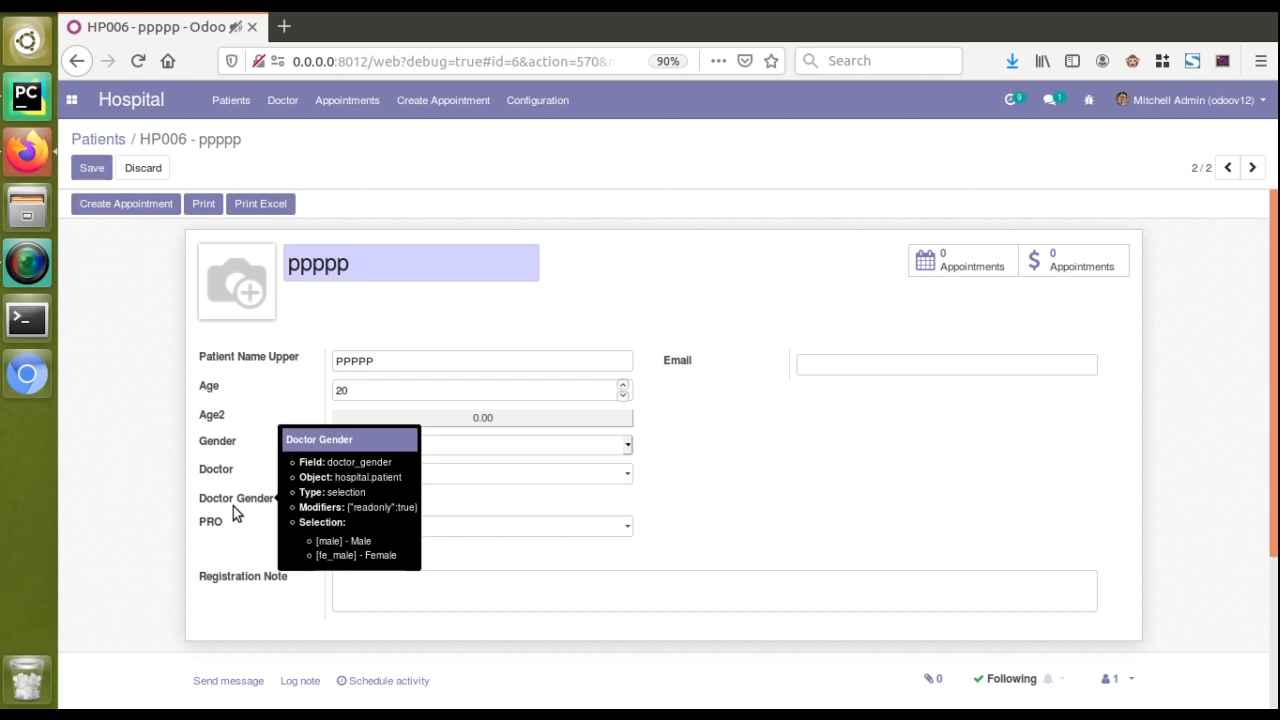 HP006 - ppppp - Odoo
0.0.0.0:8012/web?debug=true#id=6&action=570&
90%
Search
PC
Hospital
Patients
Doctor
Appointments
Create Appointment
Configuration
9
1
Mitchell Admin (odoov12)
Patients / HP006 - ppppp
Save
Discard
2 / 2
Create Appointment
Print
Print Excel
ppppp
0
Appointments
0
Appointments
Patient Name Upper
PPPPP
Email
Age
20
Age2
0.00
Gender
Doctor
Doctor Gender
PRO
Doctor Gender
Field: doctor_gender
Object: hospital.patient
Type: selection
Modifiers: {"readonly":true}
Selection:
[male] - Male
[fe_male] - Female
Registration Note
Send message
Log note
Schedule activity
0
Following
1